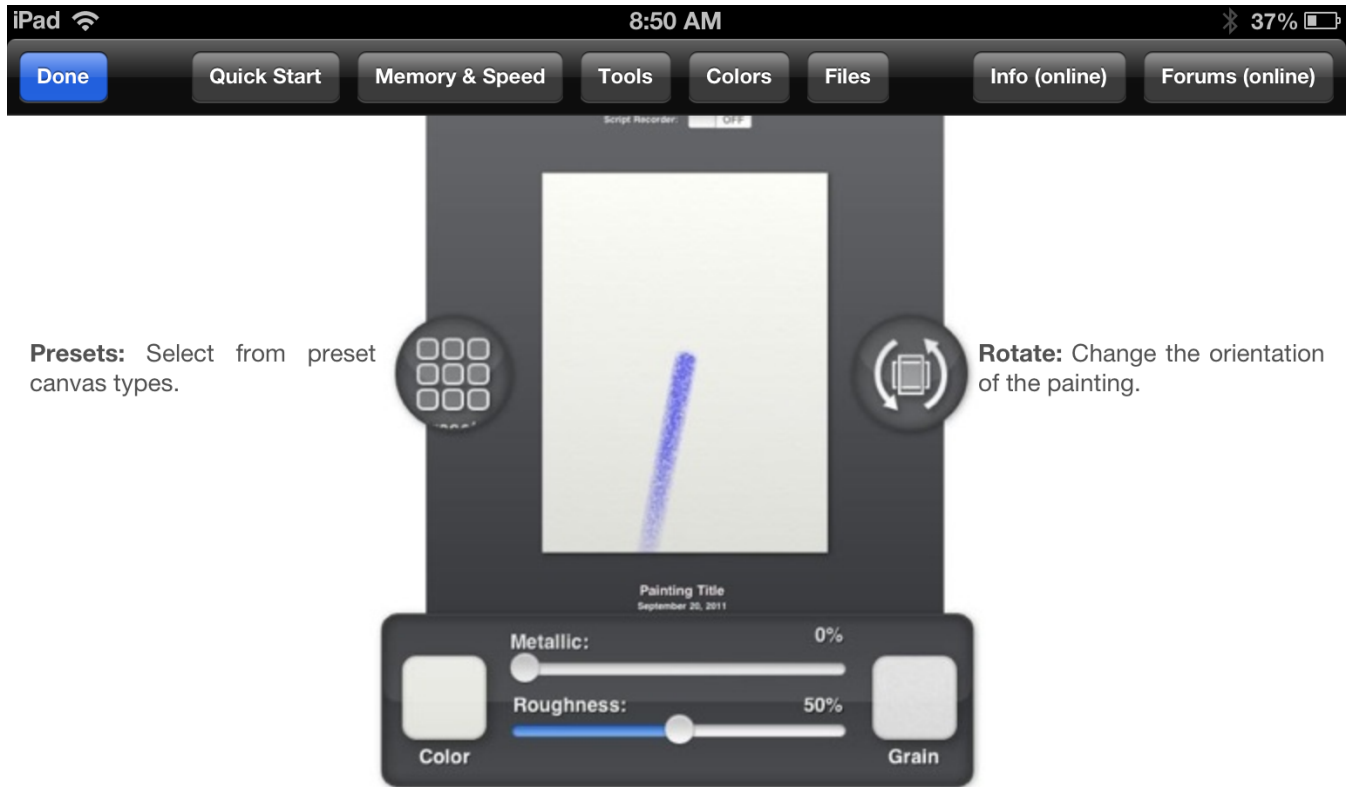 iPad 8:50 AM 37%
Done Quick Start Memory & Speed Tools Colors Files Info (online) Forums (online)
Script Recorder: OFF
Presets: Select from preset
canvas types.
Rotate: Change the orientation
of the painting.
Painting Title
September 20, 2011
Metallic: 0%
Roughness: 50%
Color Grain